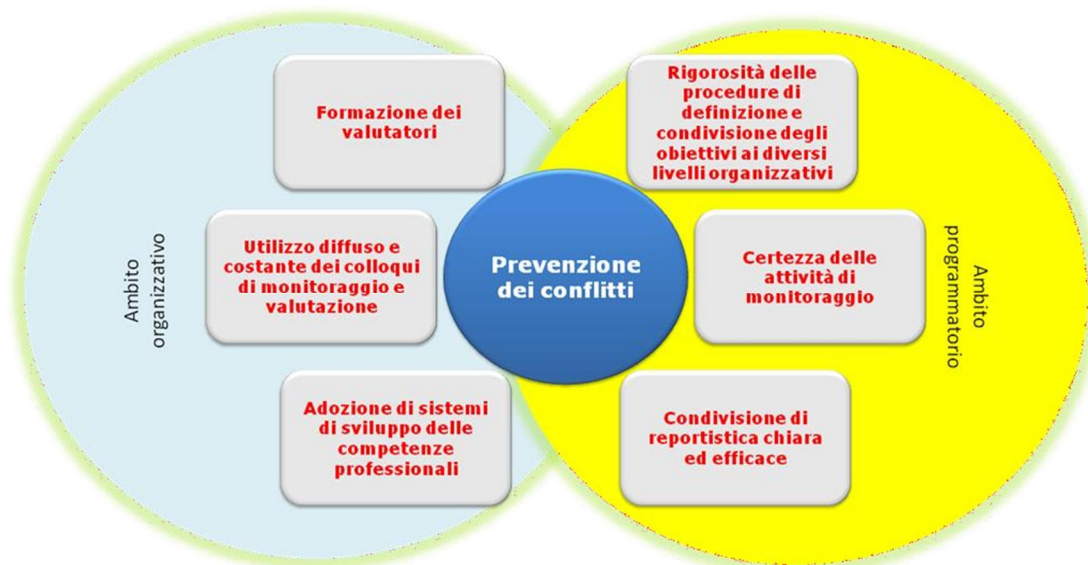 Formazione dei
valutatori
Rigorosità delle
procedure di
definizione e
condivisione degli
obiettivi ai diversi
livelli organizzativi
Ambito
organizzativo
Utilizzo diffuso e
costante dei colloqui
di monitoraggio e
valutazione
Prevenzione
dei conflitti
Certezza delle
attività di
monitoraggio
Ambito
programmatorio
Adozione di sistemi
di sviluppo delle
competenze
professionali
Condivisione di
reportistica chiara
ed efficace